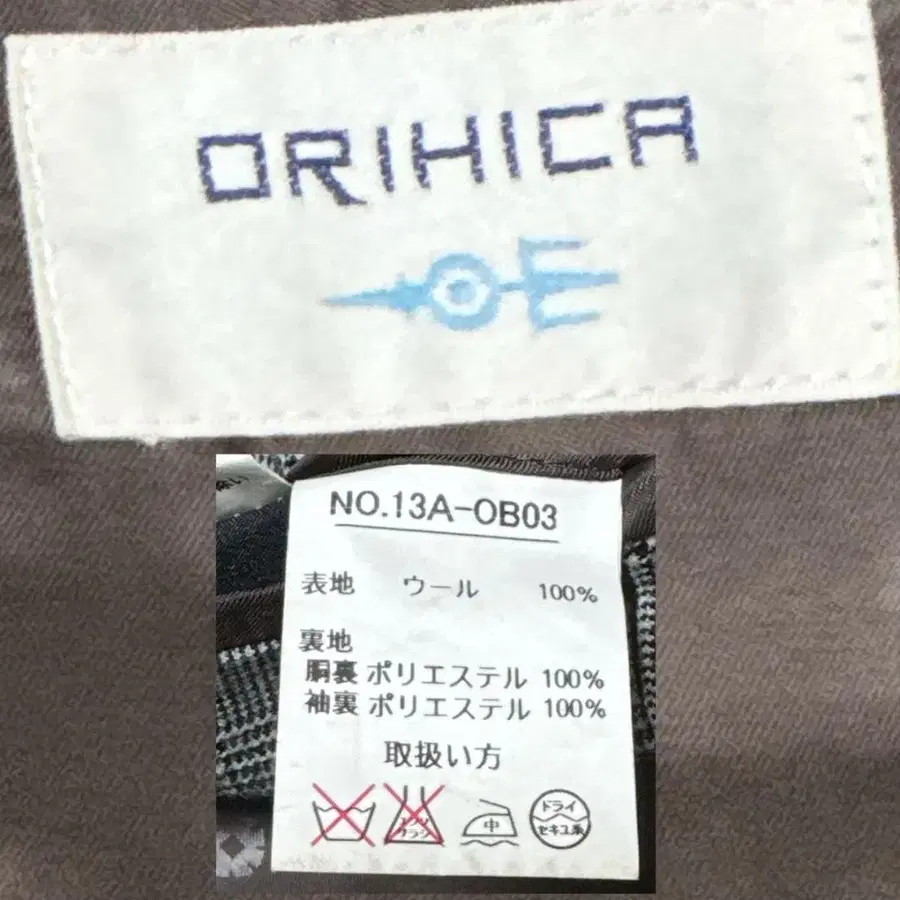 ORIHICA
NO.13A-OB03
表地 ウール 100%
裏地
胴裏 ポリエステル 100%
袖裏 ポリエステル 100%
取扱い方
中
ドライ
セキユ系